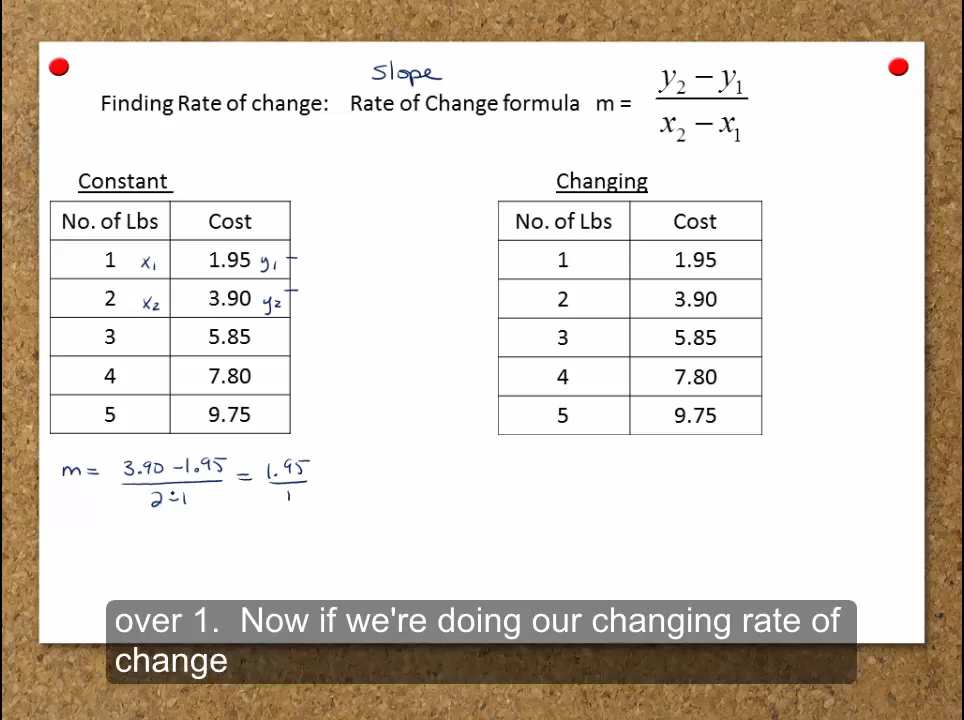 slope
Finding Rate of change: Rate of Change formula m = y₂ − y₁ / x₂ − x₁
Constant
No. of Lbs Cost
1 x₁ 1.95 y₁
2 x₂ 3.90 y₂
3 5.85
4 7.80
5 9.75
m = 3.90 − 1.95 / 2 − 1 = 1.95 / 1
Changing
No. of Lbs Cost
1 1.95
2 3.90
3 5.85
4 7.80
5 9.75
over 1. Now if we're doing our changing rate of
change